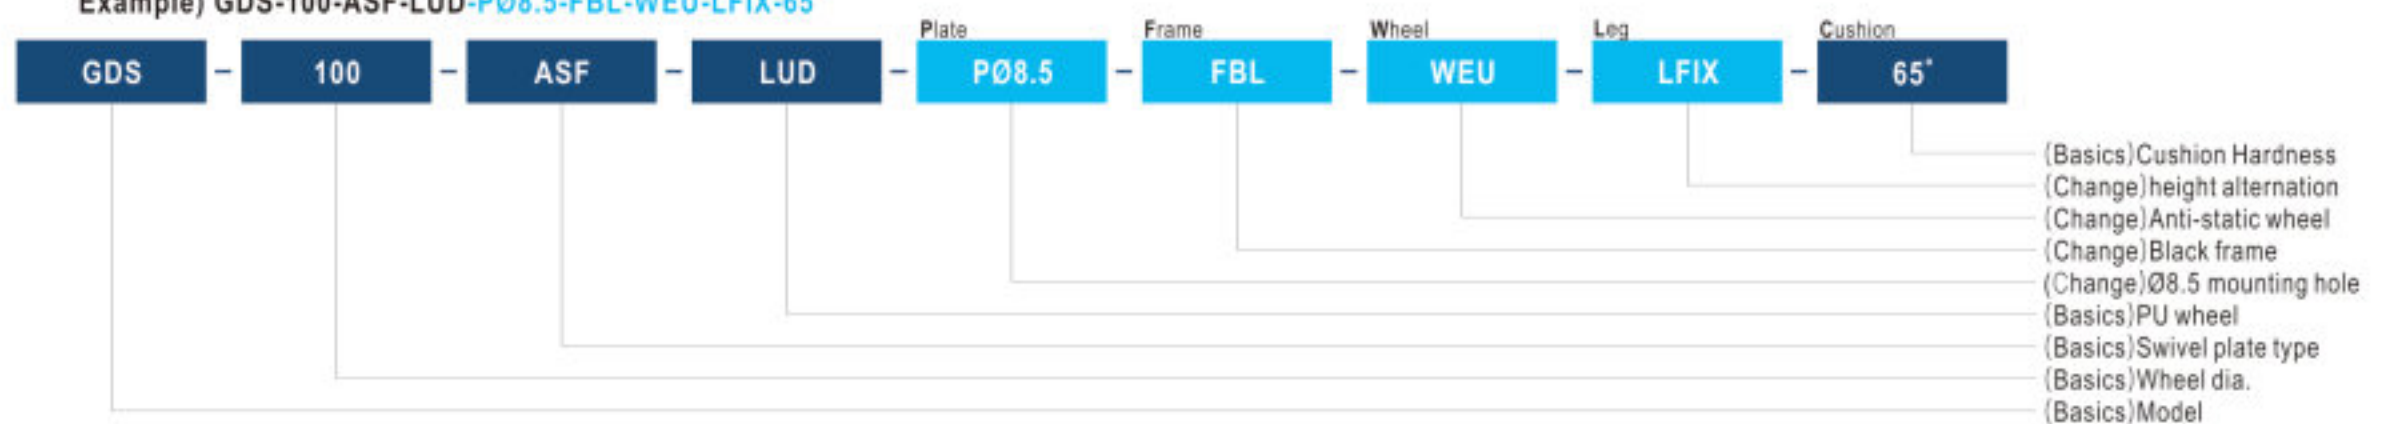 Example) GDS-100-ASF-LUD-PØ8.5-FBL-WEU-LFIX-65
Plate Frame Wheel Leg Cushion
GDS - 100 - ASF - LUD - PØ8.5 - FBL - WEU - LFIX - 65°
(Basics)Cushion Hardness
(Change)height alternation
(Change)Anti-static wheel
(Change)Black frame
(Change)Ø8.5 mounting hole
(Basics)PU wheel
(Basics)Swivel plate type
(Basics)Wheel dia.
(Basics)Model